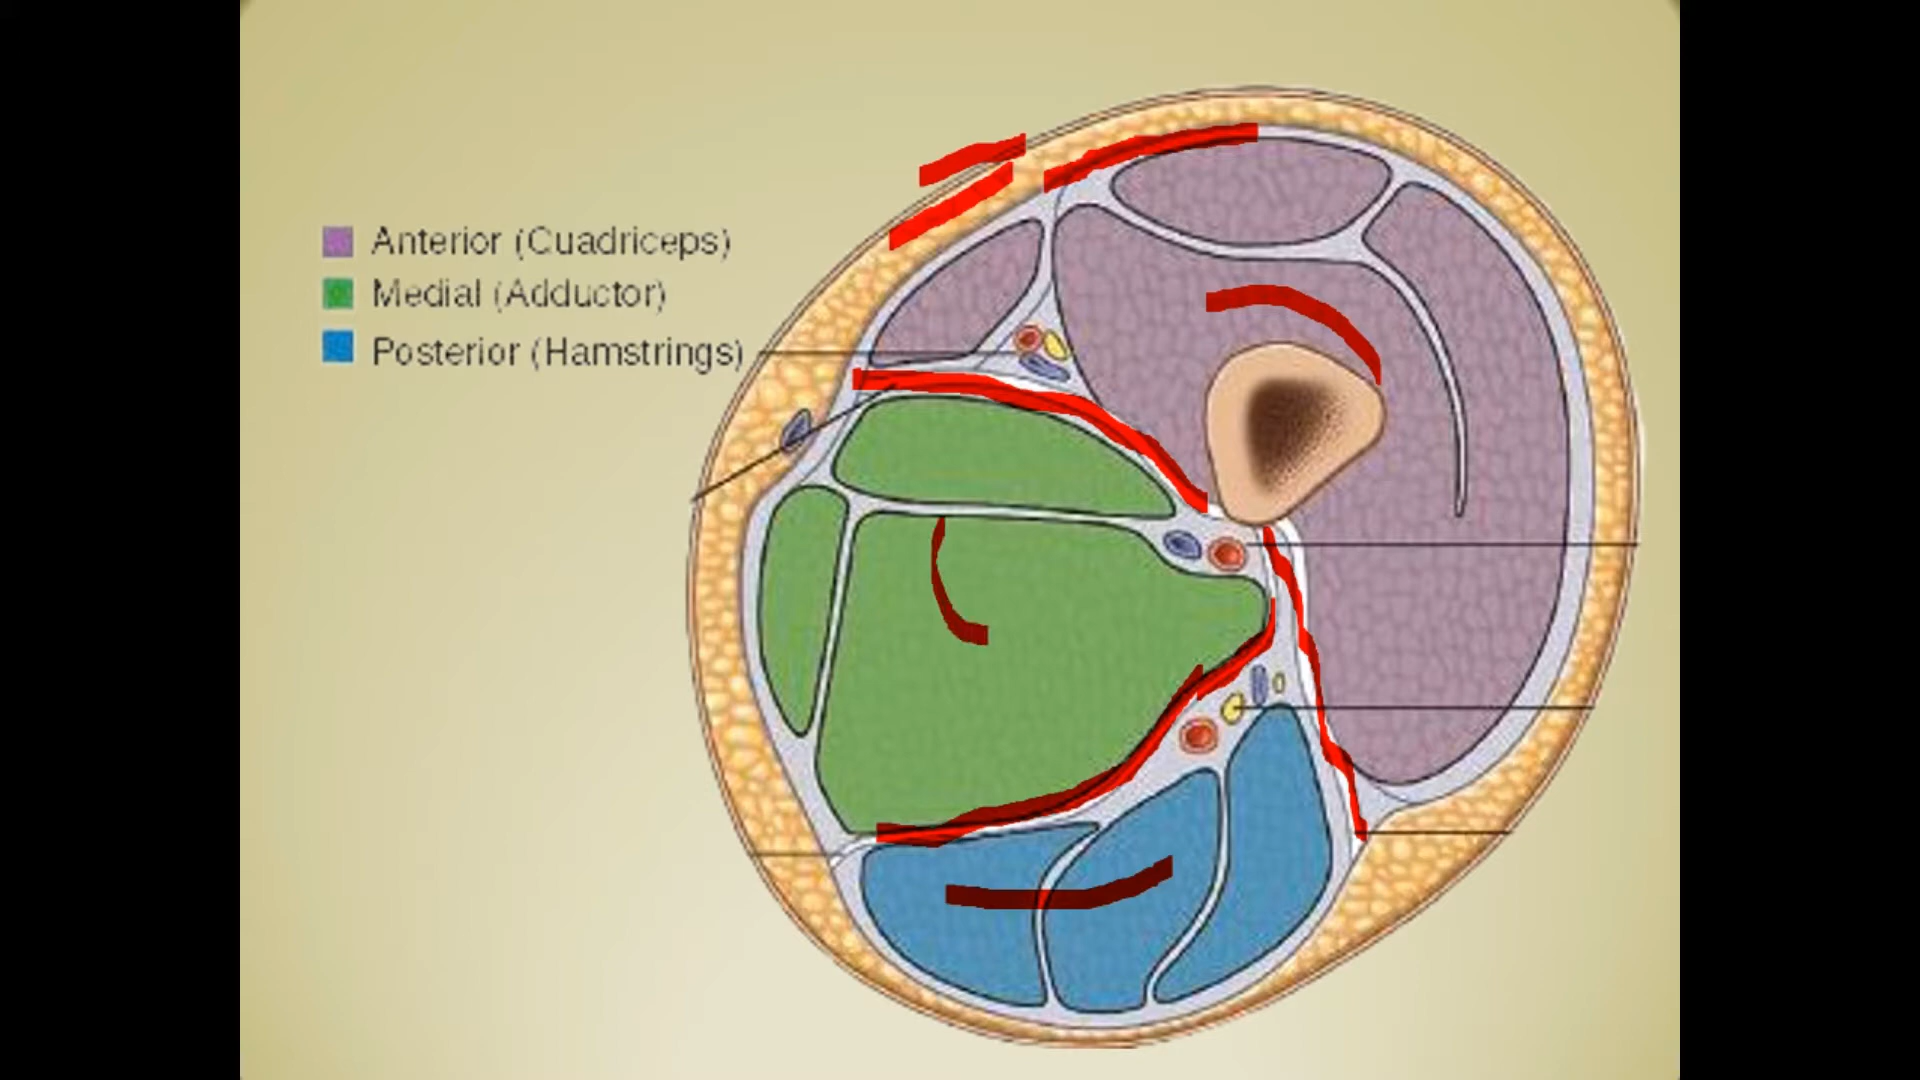 Anterior (Cuadriceps)
Medial (Adductor)
Posterior (Hamstrings)